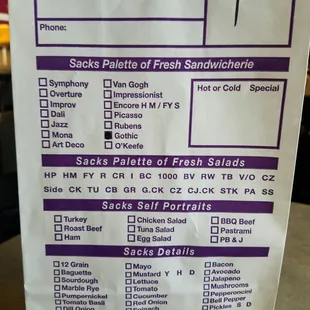 Phone:
Sacks Palette of Fresh Sandwicherie
Symphony Van Gogh Hot or Cold Special
Overture Impressionist
Improv Encore H M / FY S
Dali Picasso
Jazz Rubens
Mona Gothic
Art Deco O'Keefe
Sacks Palette of Fresh Salads
HP HM FY R CR I BC 1000 BV RW TB V/O CZ
Side CK TU CB GR G.CK CZ CJ.CK STK PA SS
Sacks Self Portraits
Turkey Chicken Salad BBQ Beef
Roast Beef Tuna Salad Pastrami
Ham Egg Salad PB & J
Sacks Details
12 Grain Mayo Bacon
Baguette Mustard Y H D Avocado
Sourdough Lettuce Jalapeno
Marble Rye Tomato Mushrooms
Pumpernickel Cucumber Pepperoncini
Tomato Basil Red Onion Bell Pepper
Dill Onion Spinach Pickles S D